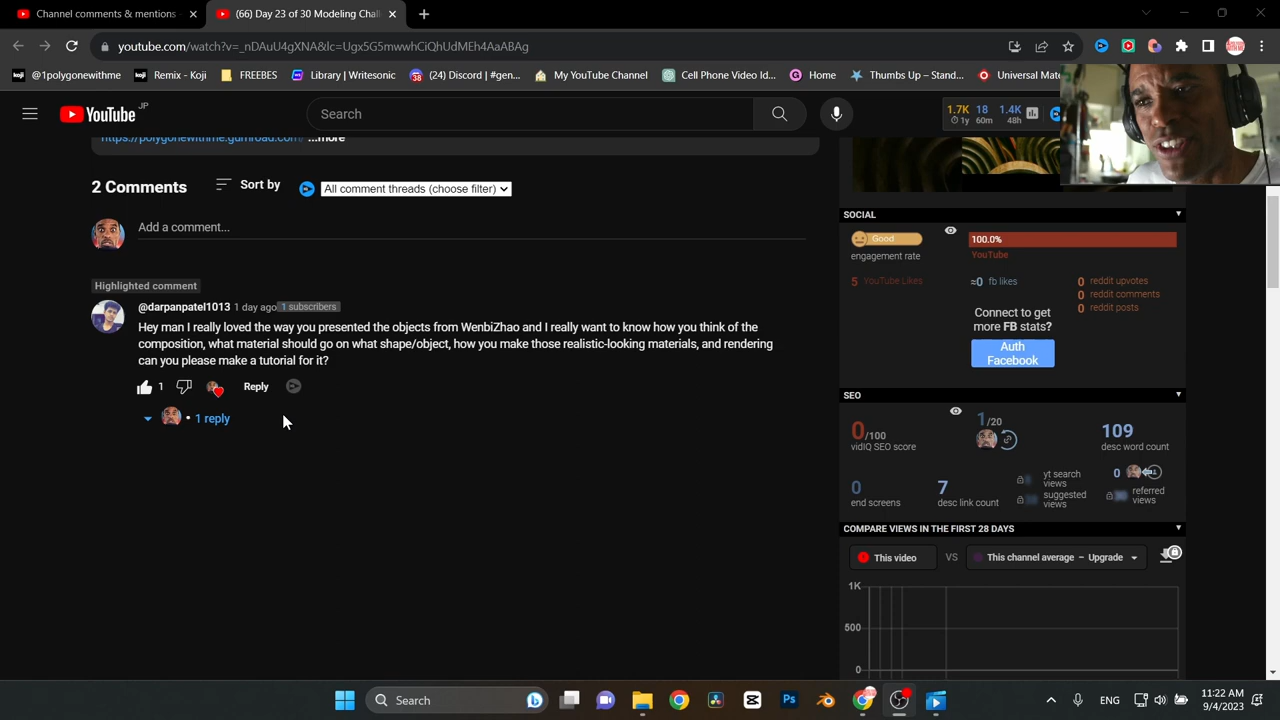 Channel comments & mentions
(66) Day 23 of 30 Modeling Chal
youtube.com/watch?v=_nDAuU4gXNA&lc=Ugx5G5mwwhCiQhUdMEh4AaABAg
@1polygonewithme
Remix - Koji
FREEBES
Library | Writesonic
(24) Discord | #gen...
My YouTube Channel
Cell Phone Video Id...
Home
Thumbs Up – Stand...
Universal Mate
YouTube JP
Search
1.7K 18 1.4K
1y 60m 48h
https://polygonewithme.gumroad.com/ ...more
2 Comments
Sort by
All comment threads (choose filter)
Add a comment...
Highlighted comment
@darpanpatel1013 1 day ago 1 subscribers
Hey man I really loved the way you presented the objects from WenbiZhao and I really want to know how you think of the
composition, what material should go on what shape/object, how you make those realistic-looking materials, and rendering
can you please make a tutorial for it?
1
Reply
• 1 reply
SOCIAL
Good
engagement rate
100.0%
YouTube
5 YouTube Likes
≈0 fb likes
0 reddit upvotes
0 reddit comments
0 reddit posts
Connect to get
more FB stats?
Auth
Facebook
SEO
0/100
vidIQ SEO score
1/20
109
desc word count
0
end screens
7
desc link count
yt search
views
suggested
views
0
referred
views
COMPARE VIEWS IN THE FIRST 28 DAYS
This video
VS
This channel average – Upgrade
1K
500
0
Search
Ps
ENG
11:22 AM
9/4/2023